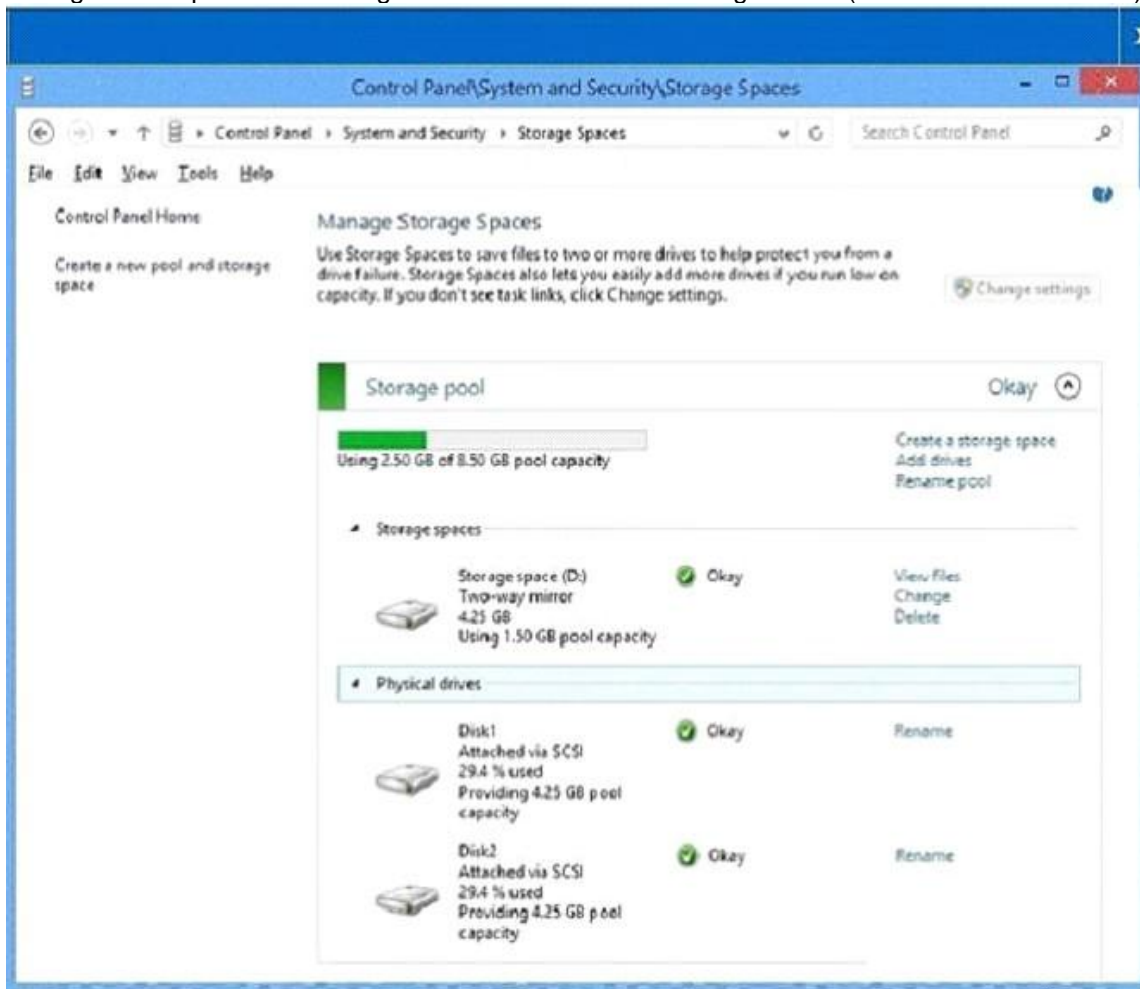 Control Panel\System and Security\Storage Spaces
Control Panel ▸ System and Security ▸ Storage Spaces
Search Control Panel
File Edit View Tools Help
Control Panel Home
Create a new pool and storage
space
Manage Storage Spaces
Use Storage Spaces to save files to two or more drives to help protect you from a
drive failure. Storage Spaces also lets you easily add more drives if you run low on
capacity. If you don't see task links, click Change settings.
Change settings
Storage pool
Okay
Using 2.50 GB of 8.50 GB pool capacity
Create a storage space
Add drives
Rename pool
Storage spaces
Storage space (D:)
Two-way mirror
4.25 GB
Using 1.50 GB pool capacity
Okay
View files
Change
Delete
Physical drives
Disk1
Attached via SCSI
29.4 % used
Providing 4.25 GB pool
capacity
Okay
Rename
Disk2
Attached via SCSI
29.4 % used
Providing 4.25 GB pool
capacity
Okay
Rename